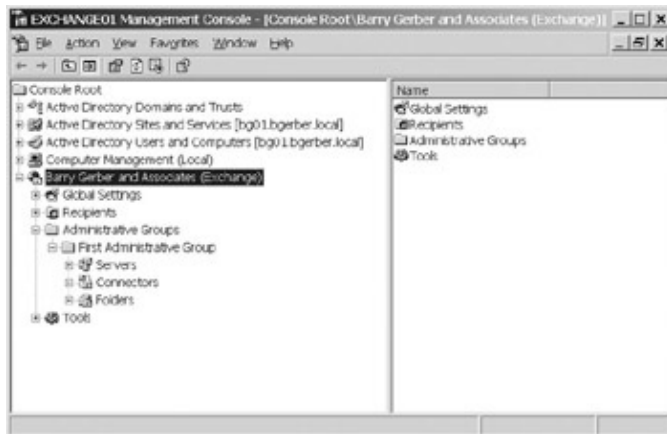 EXCHANGE01 Management Console - [Console Root\Barry Gerber and Associates (Exchange)]
File Action View Favorites Window Help
Console Root
Active Directory Domains and Trusts
Active Directory Sites and Services [bg01.bgerber.local]
Active Directory Users and Computers [bg01.bgerber.local]
Computer Management (Local)
Barry Gerber and Associates (Exchange)
Global Settings
Recipients
Administrative Groups
First Administrative Group
Servers
Connectors
Folders
Tools
Name
Global Settings
Recipients
Administrative Groups
Tools